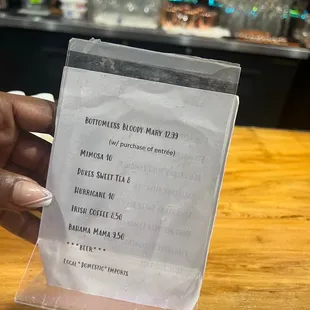 Bottomless Bloody Mary 12.99
(w/ purchase of entrée)
Mimosa 10
Dukes Sweet Tea 8
Hurricane 10
Irish Coffee 8.50
Bahama Mama 9.50
***Beer***
Local*Domestic*Imports